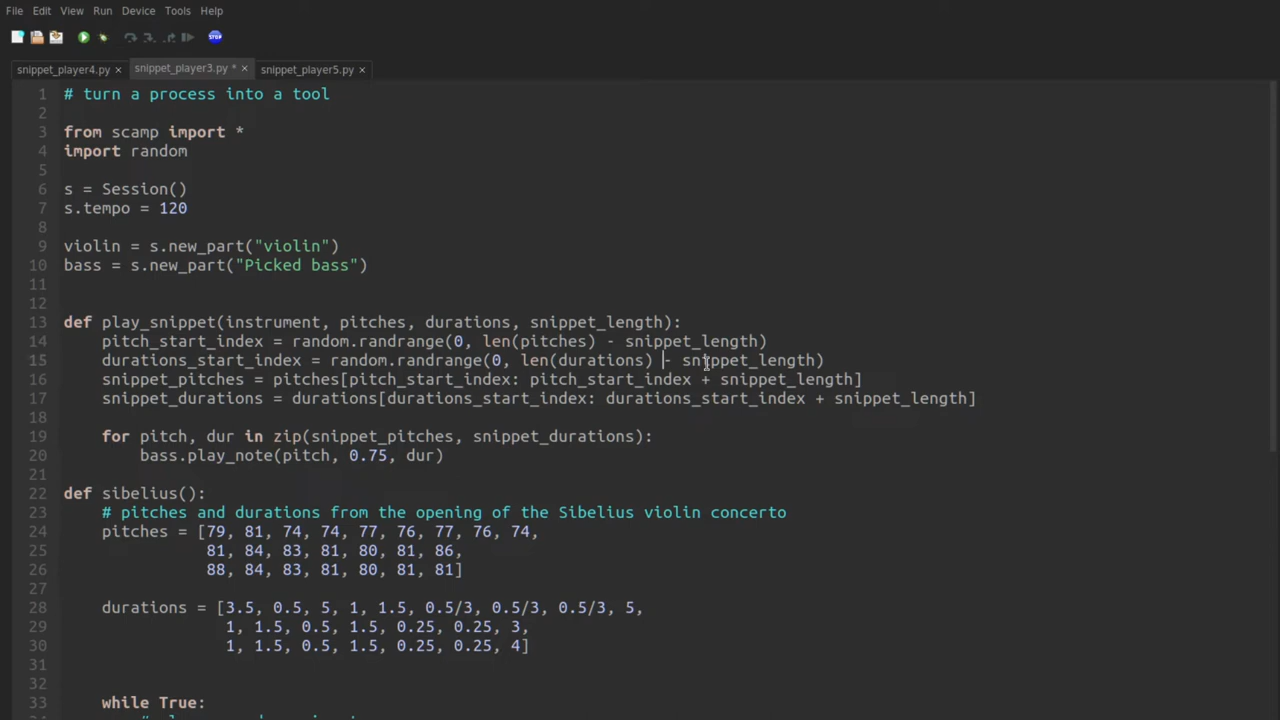 File Edit View Run Device Tools Help
STOP
snippet_player4.py × snippet_player3.py * × snippet_player5.py ×
1 # turn a process into a tool
2
3 from scamp import *
4 import random
5
6 s = Session()
7 s.tempo = 120
8
9 violin = s.new_part("violin")
10 bass = s.new_part("Picked bass")
11
12
13 def play_snippet(instrument, pitches, durations, snippet_length):
14     pitch_start_index = random.randrange(0, len(pitches) - snippet_length)
15     durations_start_index = random.randrange(0, len(durations) - snippet_length)
16     snippet_pitches = pitches[pitch_start_index: pitch_start_index + snippet_length]
17     snippet_durations = durations[durations_start_index: durations_start_index + snippet_length]
18
19     for pitch, dur in zip(snippet_pitches, snippet_durations):
20         bass.play_note(pitch, 0.75, dur)
21
22 def sibelius():
23     # pitches and durations from the opening of the Sibelius violin concerto
24     pitches = [79, 81, 74, 74, 77, 76, 77, 76, 74,
25                81, 84, 83, 81, 80, 81, 86,
26                88, 84, 83, 81, 80, 81, 81]
27
28     durations = [3.5, 0.5, 5, 1, 1.5, 0.5/3, 0.5/3, 0.5/3, 5,
29                  1, 1.5, 0.5, 1.5, 0.25, 0.25, 3,
30                  1, 1.5, 0.5, 1.5, 0.25, 0.25, 4]
31
32
33     while True: